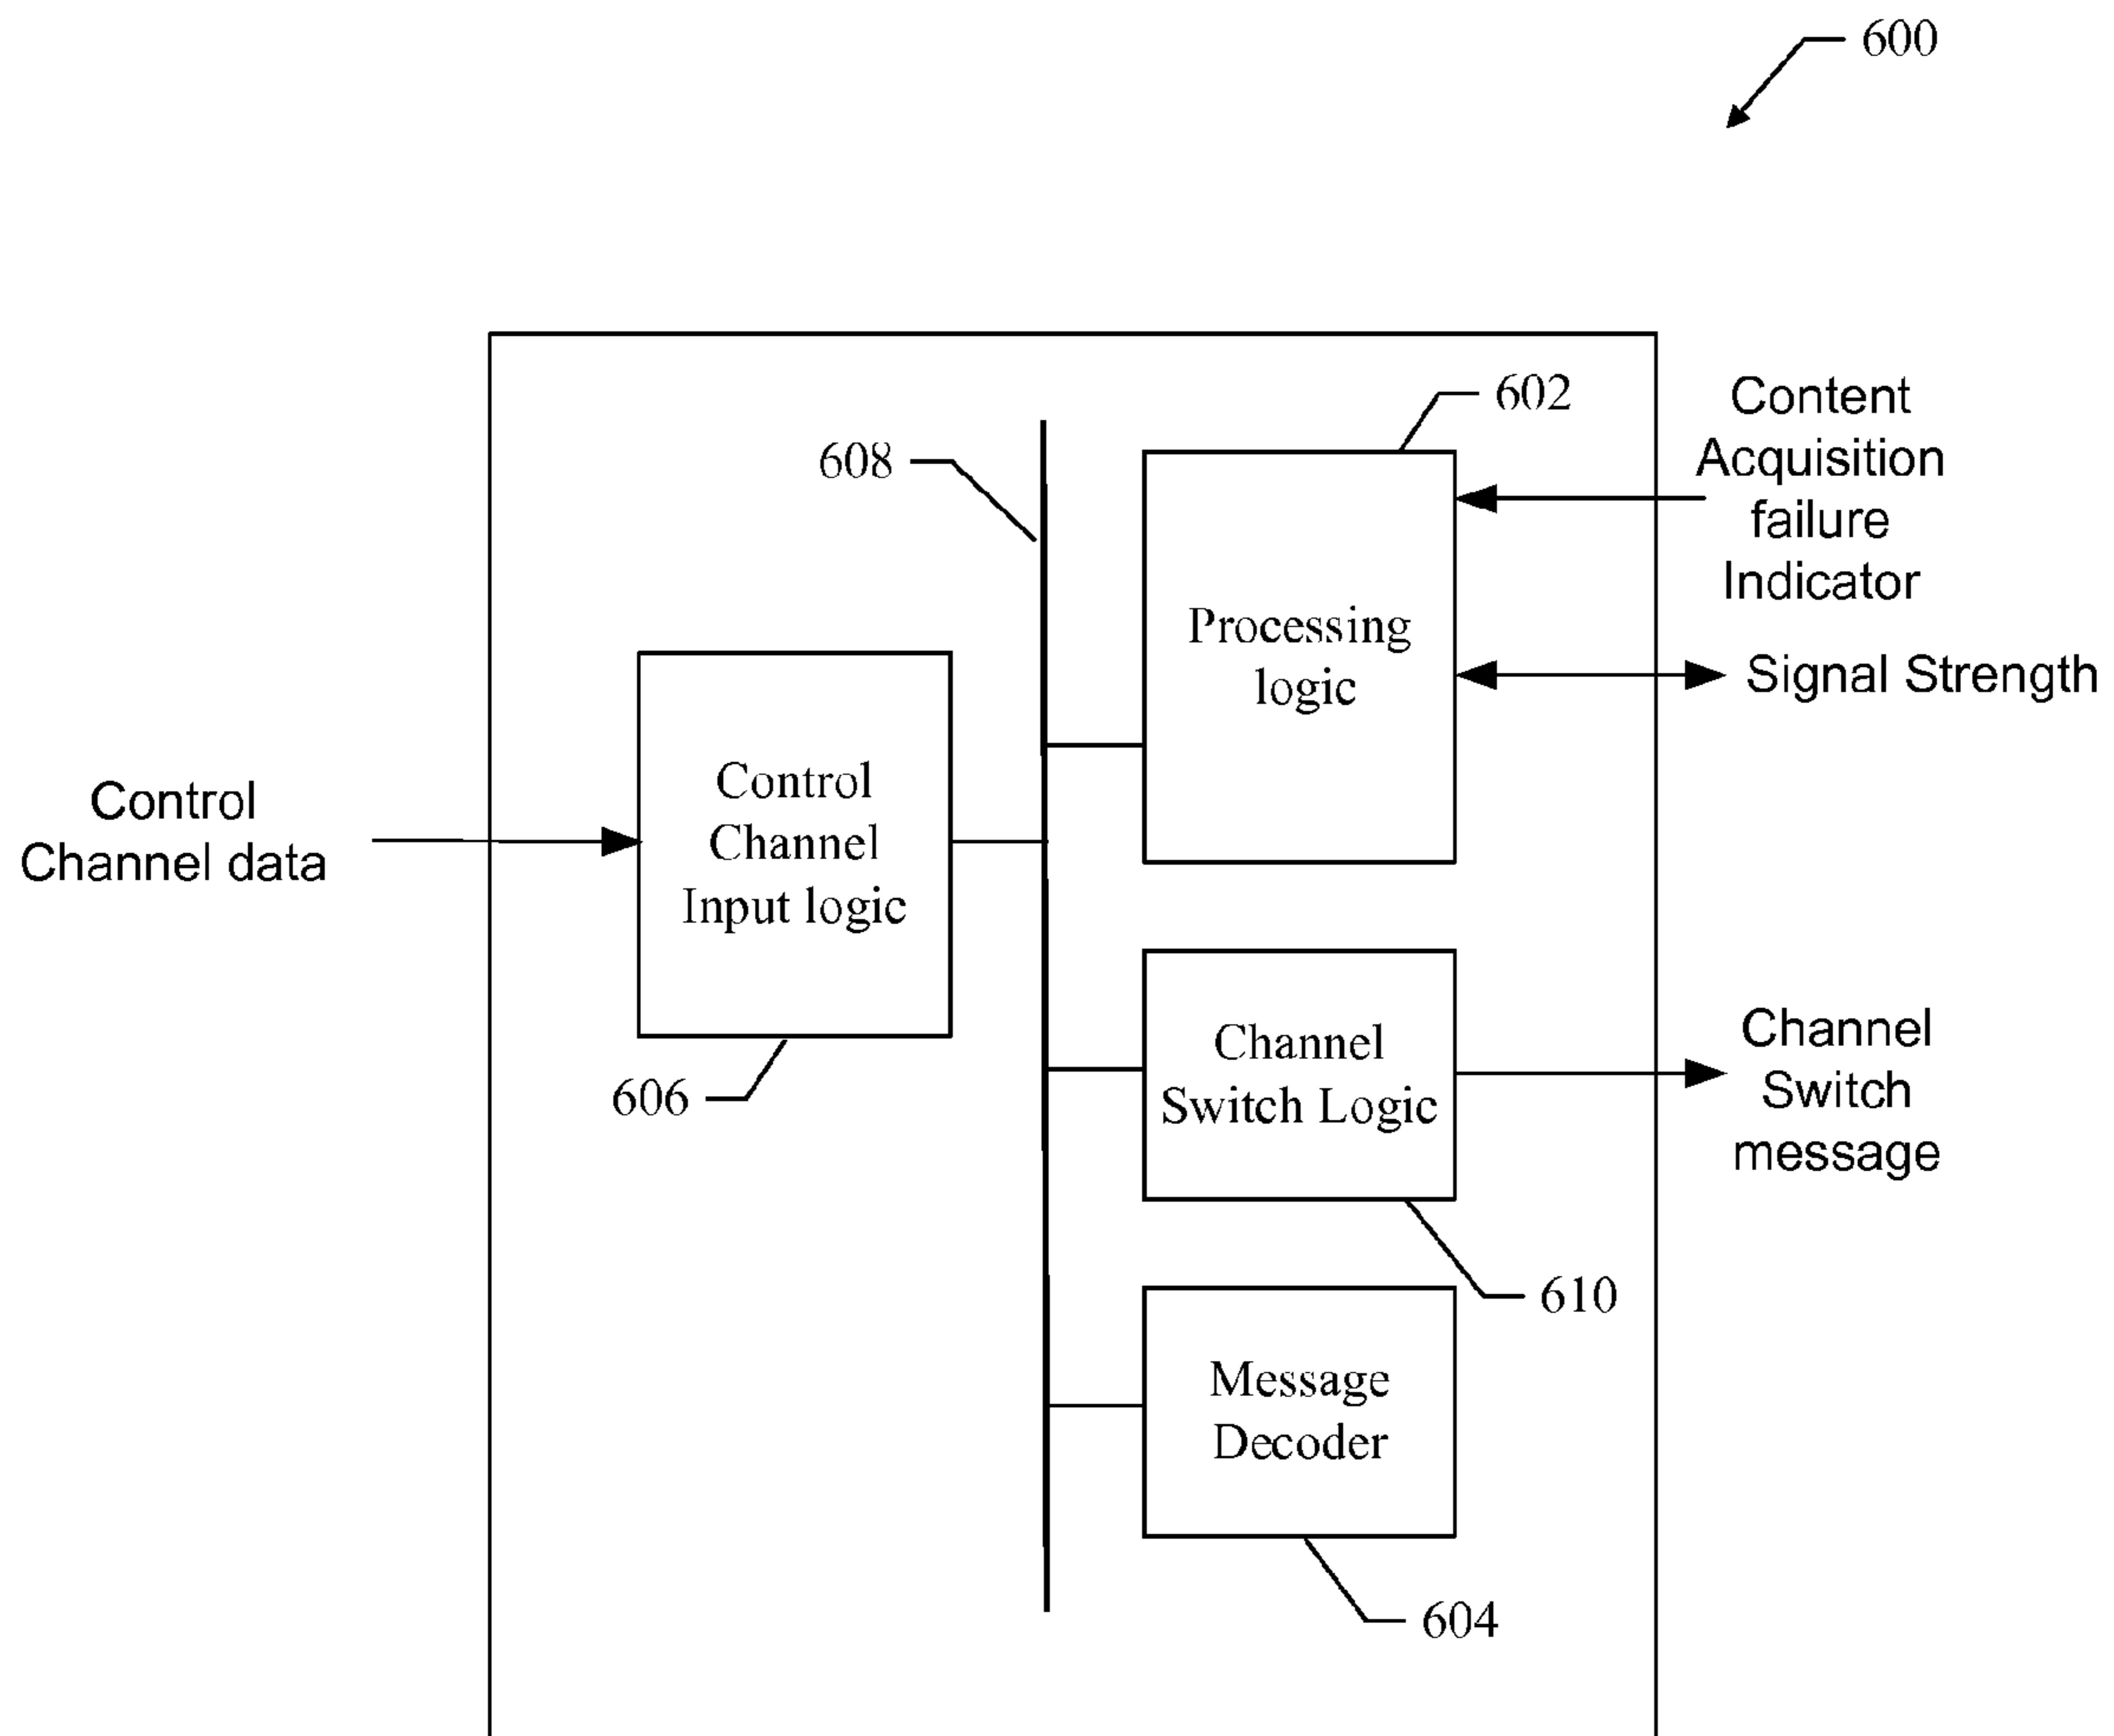 600
602
Content
Acquisition
failure
Indicator
608
Processing
logic
Signal Strength
Control
Channel data
Control
Channel
Input logic
606
Channel
Switch Logic
Channel
Switch
message
610
Message
Decoder
604